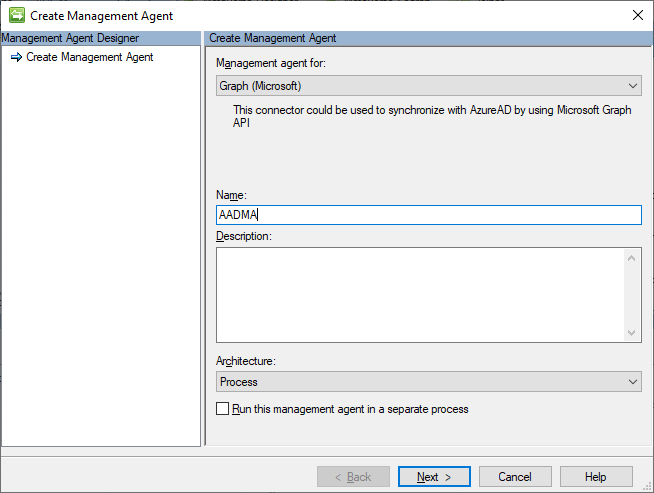 Create Management Agent
Management Agent Designer
Create Management Agent
Create Management Agent
Management agent for:
Graph (Microsoft)
This connector could be used to synchronize with AzureAD by using Microsoft Graph
API
Name:
AADMA
Description:
Architecture:
Process
Run this management agent in a separate process
< Back
Next >
Cancel
Help